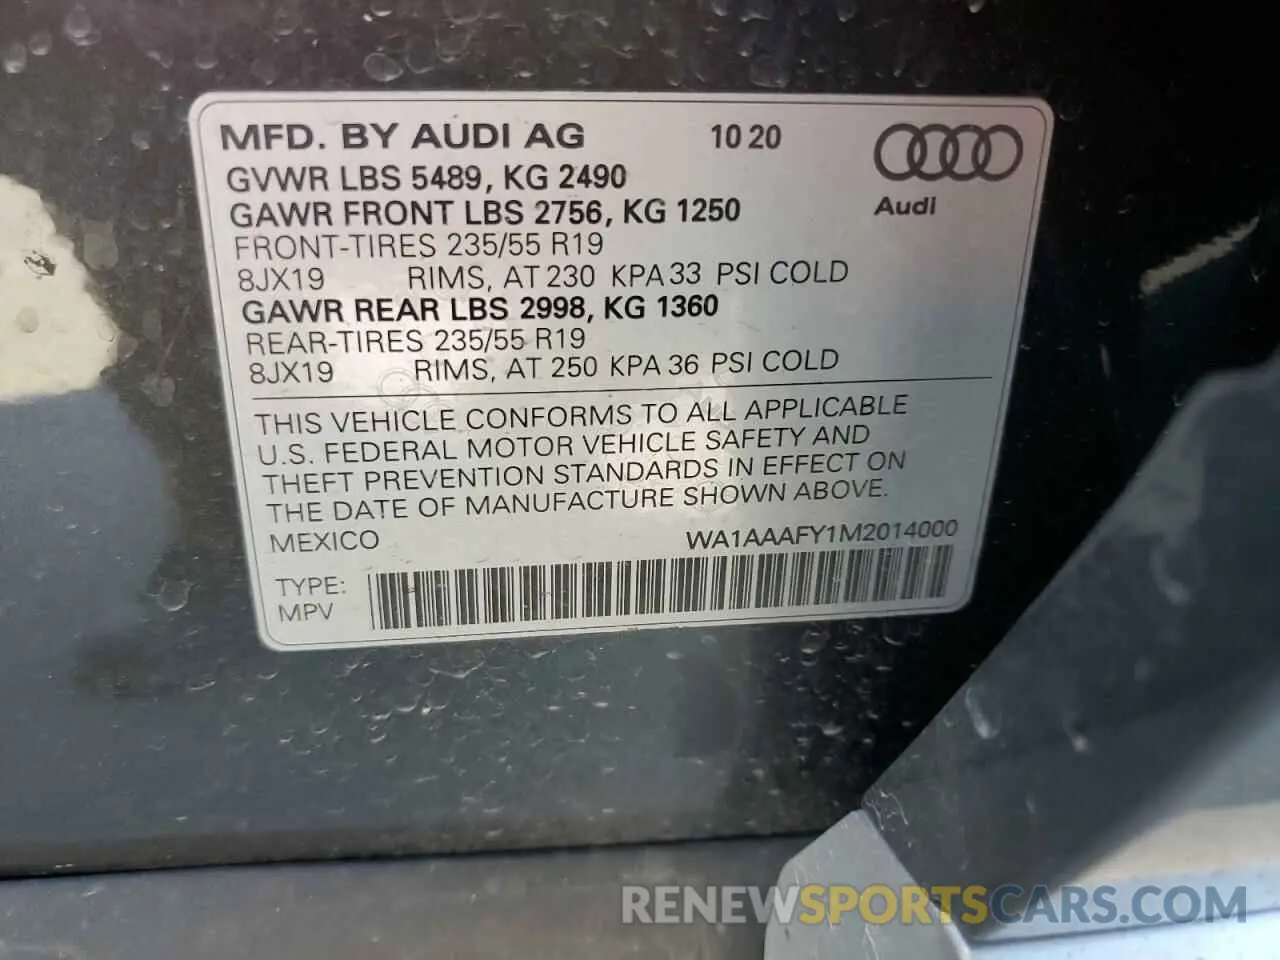 MFD. BY AUDI AG 10 20
GVWR LBS 5489, KG 2490
GAWR FRONT LBS 2756, KG 1250
Audi
FRONT-TIRES 235/55 R19
8JX19 RIMS, AT 230 KPA 33 PSI COLD
GAWR REAR LBS 2998, KG 1360
REAR-TIRES 235/55 R19
8JX19 RIMS, AT 250 KPA 36 PSI COLD
THIS VEHICLE CONFORMS TO ALL APPLICABLE
U.S. FEDERAL MOTOR VEHICLE SAFETY AND
THEFT PREVENTION STANDARDS IN EFFECT ON
THE DATE OF MANUFACTURE SHOWN ABOVE.
MEXICO WA1AAAFY1M2014000
TYPE:
MPV
RENEWSPORTSCARS.COM